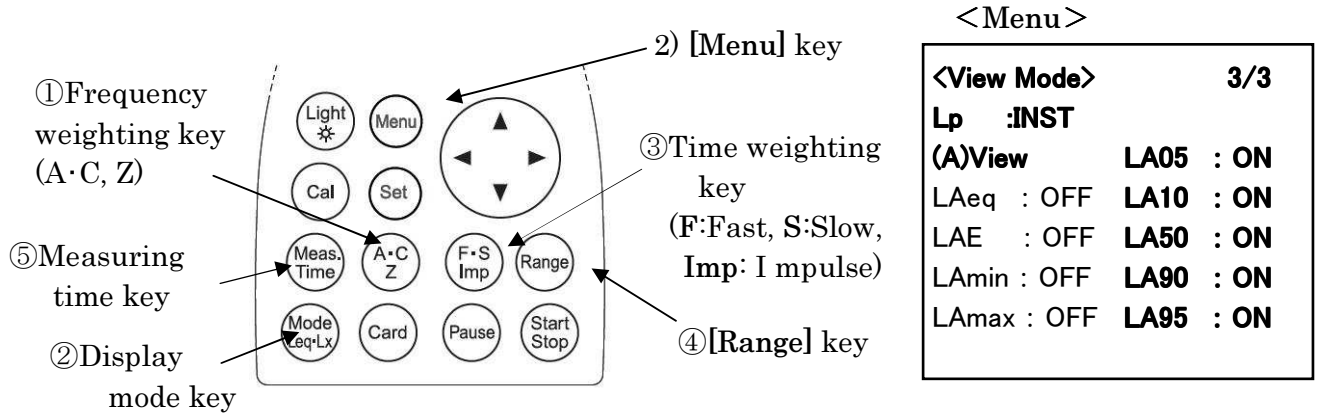 ①Frequency
weighting key
(A･C, Z)
⑤Measuring
time key
②Display
mode key
Light
Menu
Cal
Set
Meas.
Time
A･C
Z
F･S
Imp
Range
Mode
Leq･Lx
Card
Pause
Start
Stop
2) [Menu] key
③Time weighting
key
(F:Fast, S:Slow,
Imp: I mpulse)
④[Range] key
＜Menu＞
<View Mode> 3/3
Lp :INST
(A)View LA05 : ON
LAeq : OFF LA10 : ON
LAE : OFF LA50 : ON
LAmin : OFF LA90 : ON
LAmax : OFF LA95 : ON